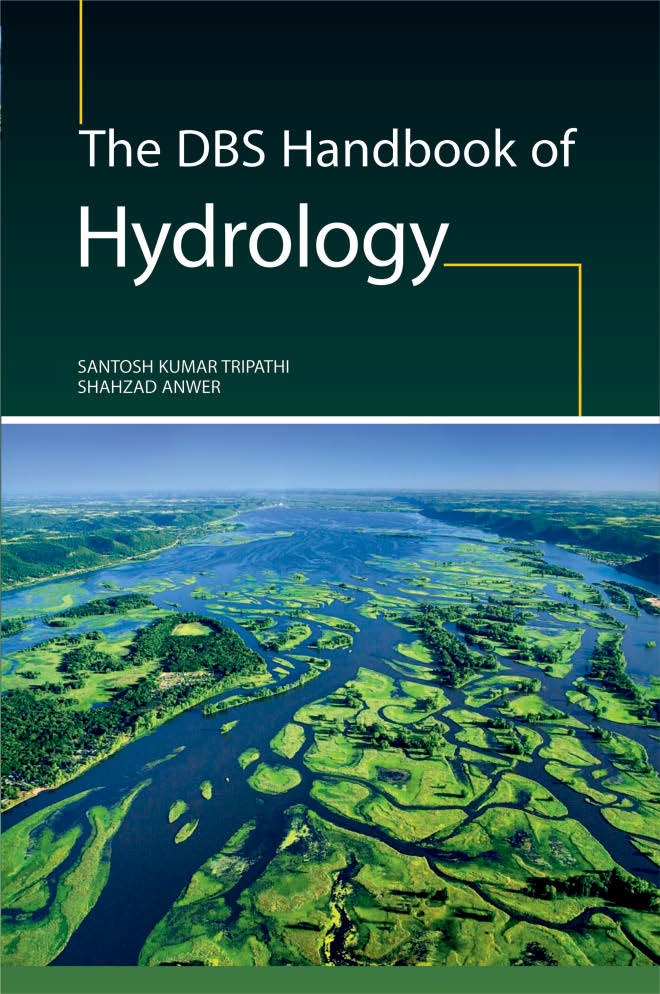 The DBS Handbook of
Hydrology
SANTOSH KUMAR TRIPATHI
SHAHZAD ANWER